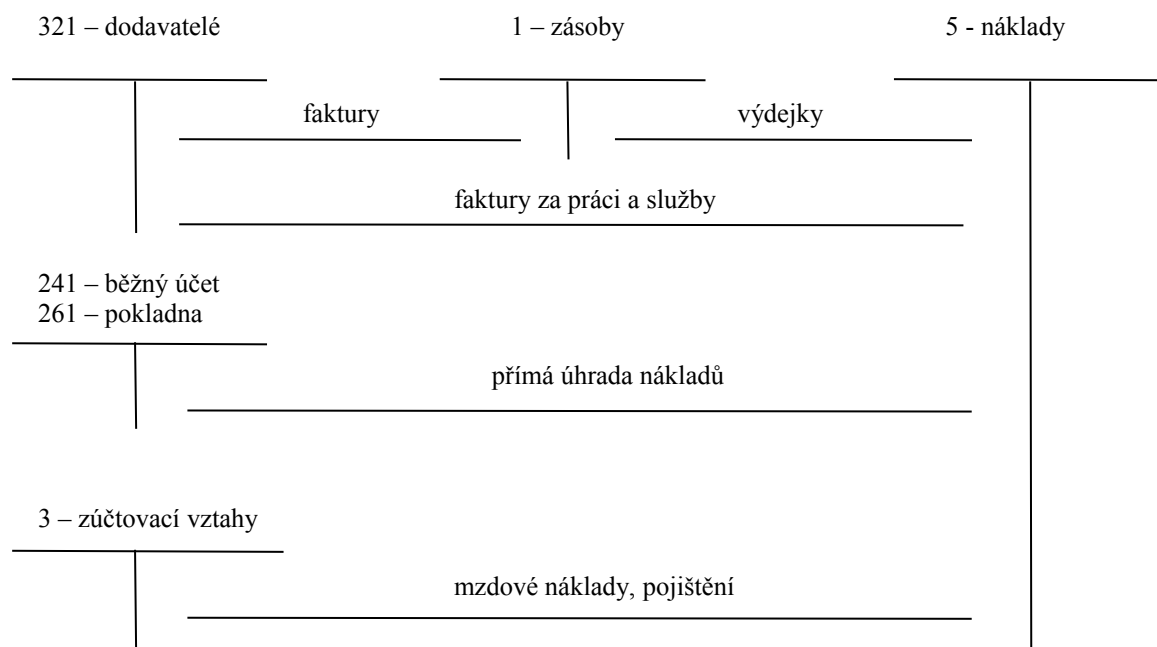 321 – dodavatelé
1 – zásoby
5 - náklady
faktury
výdejky
faktury za práci a služby
241 – běžný účet
261 – pokladna
přímá úhrada nákladů
3 – zúčtovací vztahy
mzdové náklady, pojištění